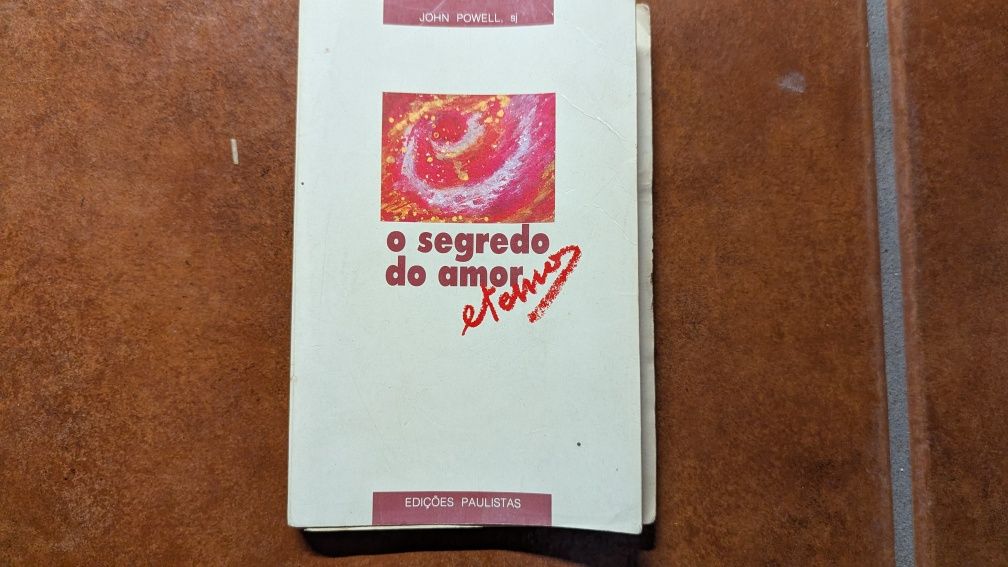 JOHN POWELL, sj
o segredo
do amor
eterno
EDIÇÕES PAULISTAS